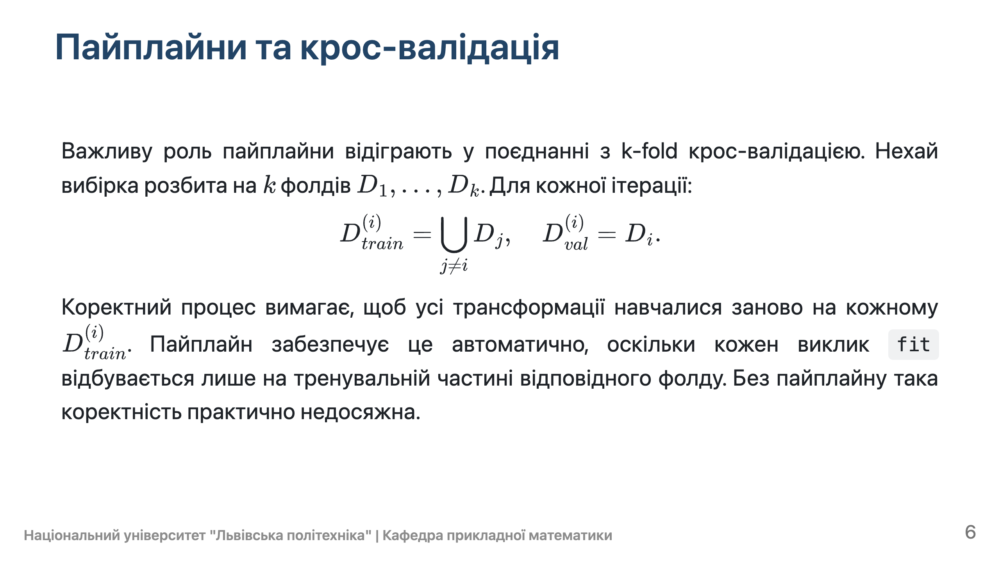 Пайплайни та крос-валідація
Важливу роль пайплайни відіграють у поєднанні з k-fold крос-валідацією. Нехай
вибірка розбита на k фолдів D_1, . . . , D_k. Для кожної ітерації:
D_{train}^{(i)} = \bigcup_{j≠i} D_j, D_{val}^{(i)} = D_i.
Коректний процес вимагає, щоб усі трансформації навчалися заново на кожному
D_{train}^{(i)}. Пайплайн забезпечує це автоматично, оскільки кожен виклик fit
відбувається лише на тренувальній частині відповідного фолду. Без пайплайну така
коректність практично недосяжна.
Національний університет "Львівська політехніка" | Кафедра прикладної математики
6